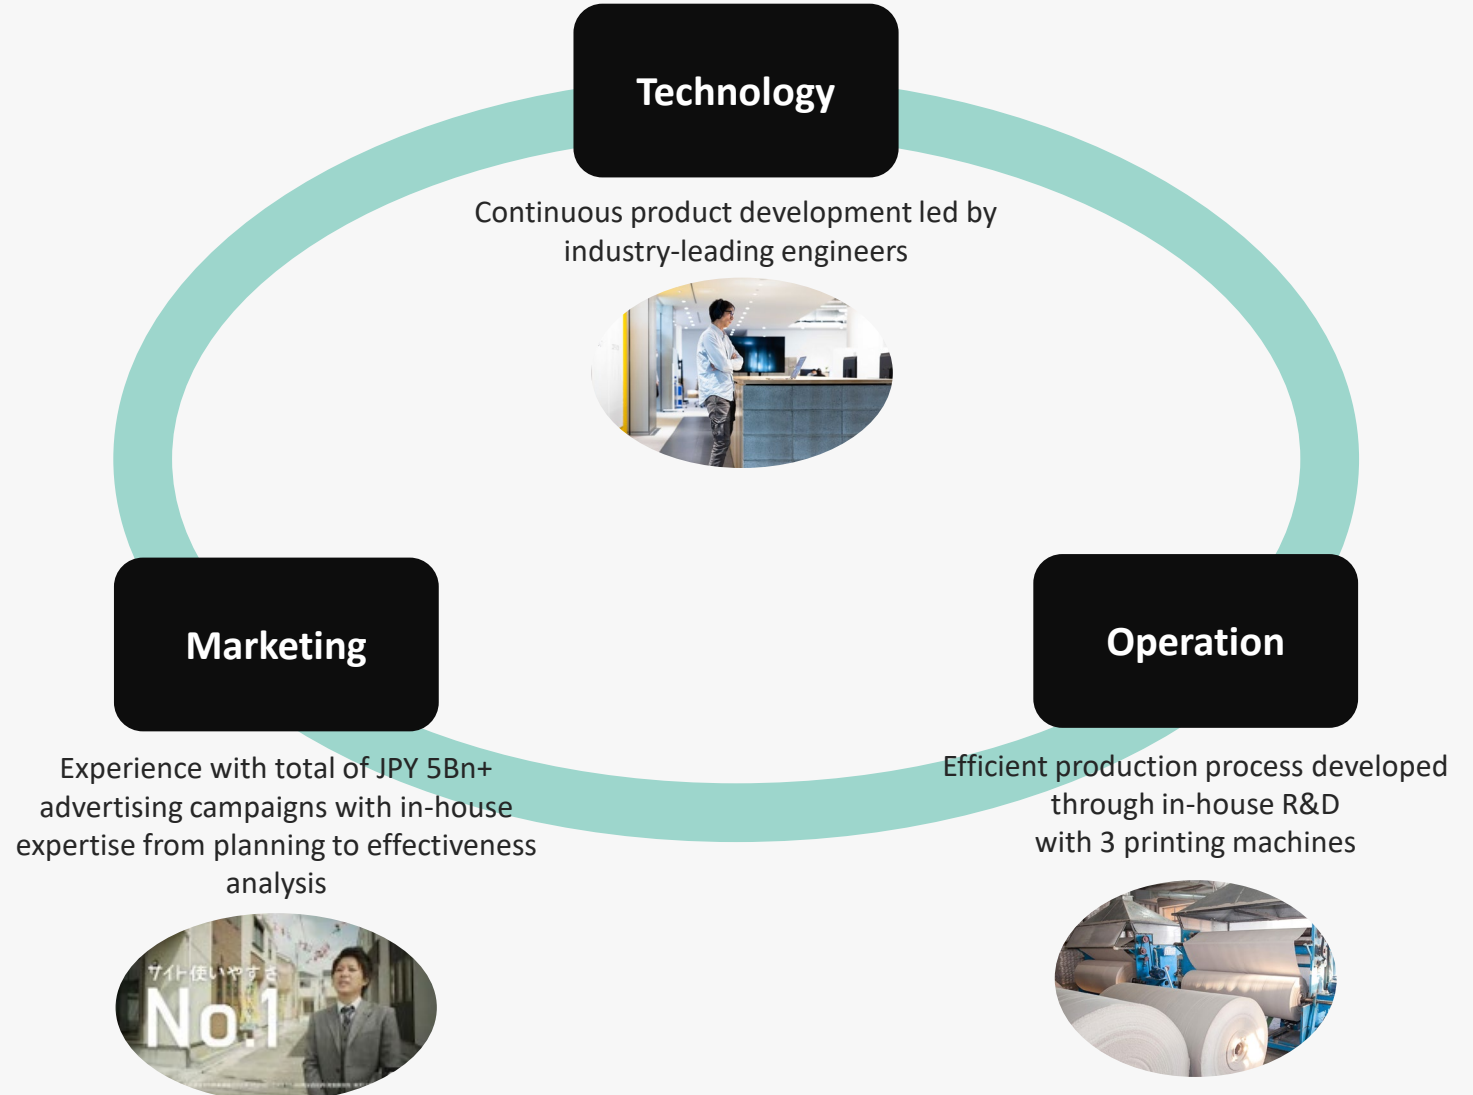 Technology
Continuous product development led by
industry-leading engineers
Marketing
Operation
Experience with total of JPY 5Bn+
advertising campaigns with in-house
expertise from planning to effectiveness
analysis
Efficient production process developed
through in-house R&D
with 3 printing machines
サイト使いやすさ
No.1